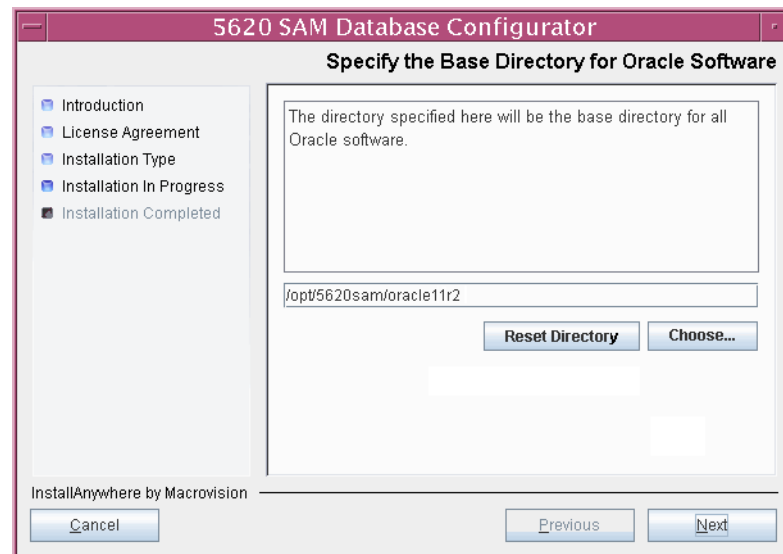 5620 SAM Database Configurator
Specify the Base Directory for Oracle Software
Introduction
License Agreement
Installation Type
Installation In Progress
Installation Completed
The directory specified here will be the base directory for all
Oracle software.
/opt/5620sam/oracle11r2
Reset Directory
Choose...
InstallAnywhere by Macrovision
Cancel
Previous
Next